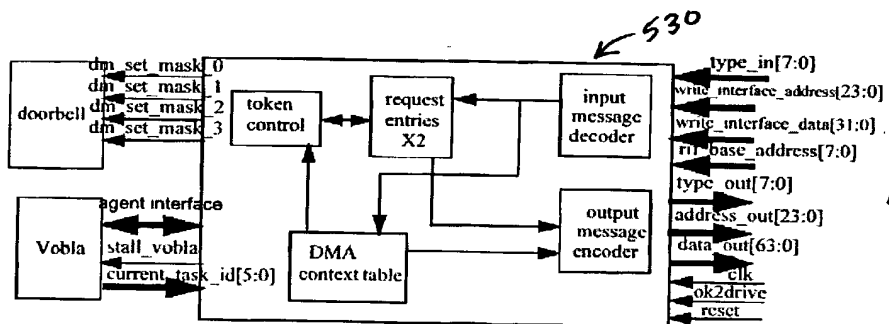 530
dm_set_mask_0
dm_set_mask_1
dm_set_mask_2
dm_set_mask_3
doorbell
token
control
request
entries
X2
input
message
decoder
type_in[7:0]
write_interface_address[23:0]
write_interface_data[31:0]
rif_base_address[7:0]
type_out[7:0]
address_out[23:0]
data_out[63:0]
clk
ok2drive
reset
agent interface
Vobla
stall_vobla
current_task_id[5:0]
DMA
context table
output
message
encoder